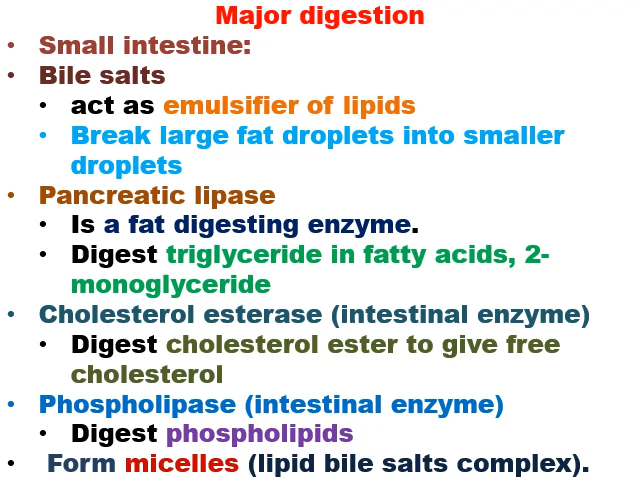 Major digestion
• Small intestine:
• Bile salts
• act as emulsifier of lipids
• Break large fat droplets into smaller
droplets
• Pancreatic lipase
• Is a fat digesting enzyme.
• Digest triglyceride in fatty acids, 2-
monoglyceride
• Cholesterol esterase (intestinal enzyme)
• Digest cholesterol ester to give free
cholesterol
• Phospholipase (intestinal enzyme)
• Digest phospholipids
• Form micelles (lipid bile salts complex).